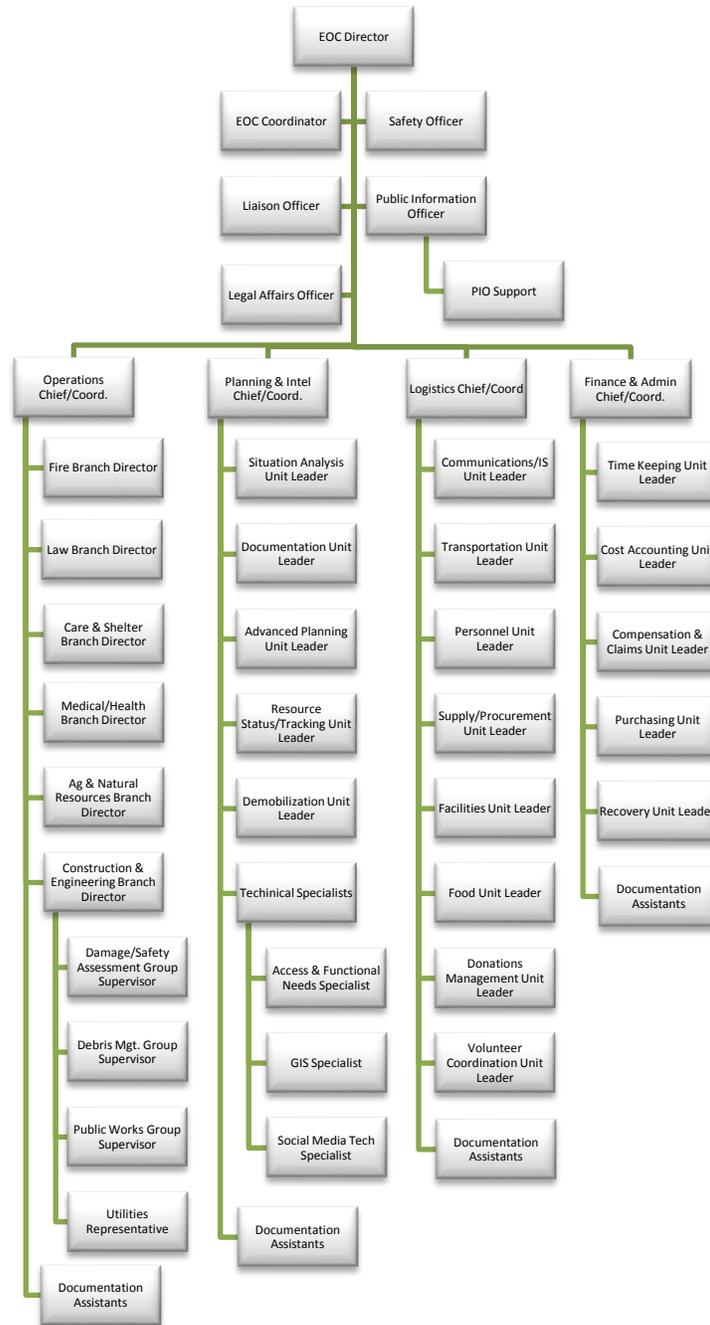 EOC Director
EOC Coordinator
Safety Officer
Liaison Officer
Public Information
Officer
Legal Affairs Officer
PIO Support
Operations
Chief/Coord.
Fire Branch Director
Law Branch Director
Care & Shelter
Branch Director
Medical/Health
Branch Director
Ag & Natural
Resources Branch
Director
Construction &
Engineering Branch
Director
Damage/Safety
Assessment Group
Supervisor
Debris Mgt. Group
Supervisor
Public Works Group
Supervisor
Utilities
Representative
Documentation
Assistants
Planning & Intel
Chief/Coord.
Situation Analysis
Unit Leader
Documentation Unit
Leader
Advanced Planning
Unit Leader
Resource
Status/Tracking Unit
Leader
Demobilization Unit
Leader
Techinical Specialists
Access & Functional
Needs Specialist
GIS Specialist
Social Media Tech
Specialist
Documentation
Assistants
Logistics Chief/Coord
Communications/IS
Unit Leader
Transportation Unit
Leader
Personnel Unit
Leader
Supply/Procurement
Unit Leader
Facilities Unit Leader
Food Unit Leader
Donations
Management Unit
Leader
Volunteer
Coordination Unit
Leader
Documentation
Assistants
Finance & Admin
Chief/Coord.
Time Keeping Unit
Leader
Cost Accounting Unit
Leader
Compensation &
Claims Unit Leader
Purchasing Unit
Leader
Recovery Unit Leade
Documentation
Assistants